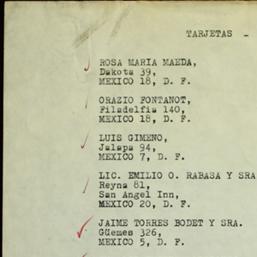 TARJETAS -
ROSA MARIA MAEDA,
Dakota 39,
MEXICO 18, D. F.
ORAZIO FONTANOT,
Filadelfia 140,
MEXICO 18, D. F.
LUIS GIMENO,
Jalapa 94,
MEXICO 7, D. F.
LIC. EMILIO O. RABASA Y SRA
Reyna 81,
San Angel Inn,
MEXICO 20, D. F.
JAIME TORRES BODET Y SRA.
Güemes 326,
MEXICO 5, D. F.